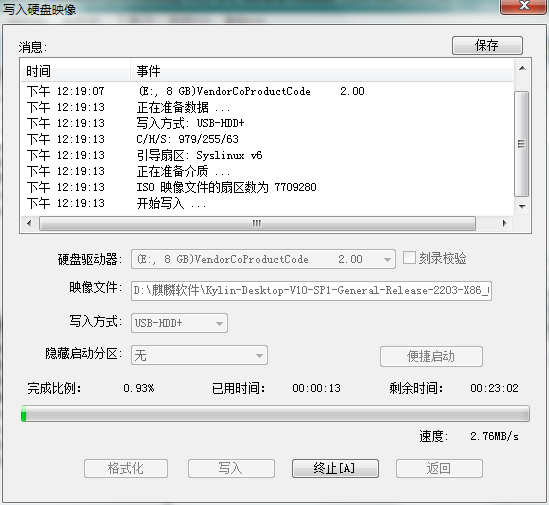 写入硬盘映像
消息:
保存
时间 事件
下午 12:19:07 (E:, 8 GB)VendorCoProductCode 2.00
下午 12:19:13 正在准备数据 ...
下午 12:19:13 写入方式: USB-HDD+
下午 12:19:13 C/H/S: 979/255/63
下午 12:19:13 引导扇区: Syslinux v6
下午 12:19:13 正在准备介质 ...
下午 12:19:13 ISO 映像文件的扇区数为 7709280
下午 12:19:13 开始写入 ...
硬盘驱动器: (E:, 8 GB)VendorCoProductCode 2.00 刻录校验
映像文件: D:\麒麟软件\Kylin-Desktop-V10-SP1-General-Release-2203-X86_
写入方式: USB-HDD+
隐藏启动分区: 无 便捷启动
完成比例: 0.93% 已用时间: 00:00:13 剩余时间: 00:23:02
速度: 2.76MB/s
格式化 写入 终止[A] 返回